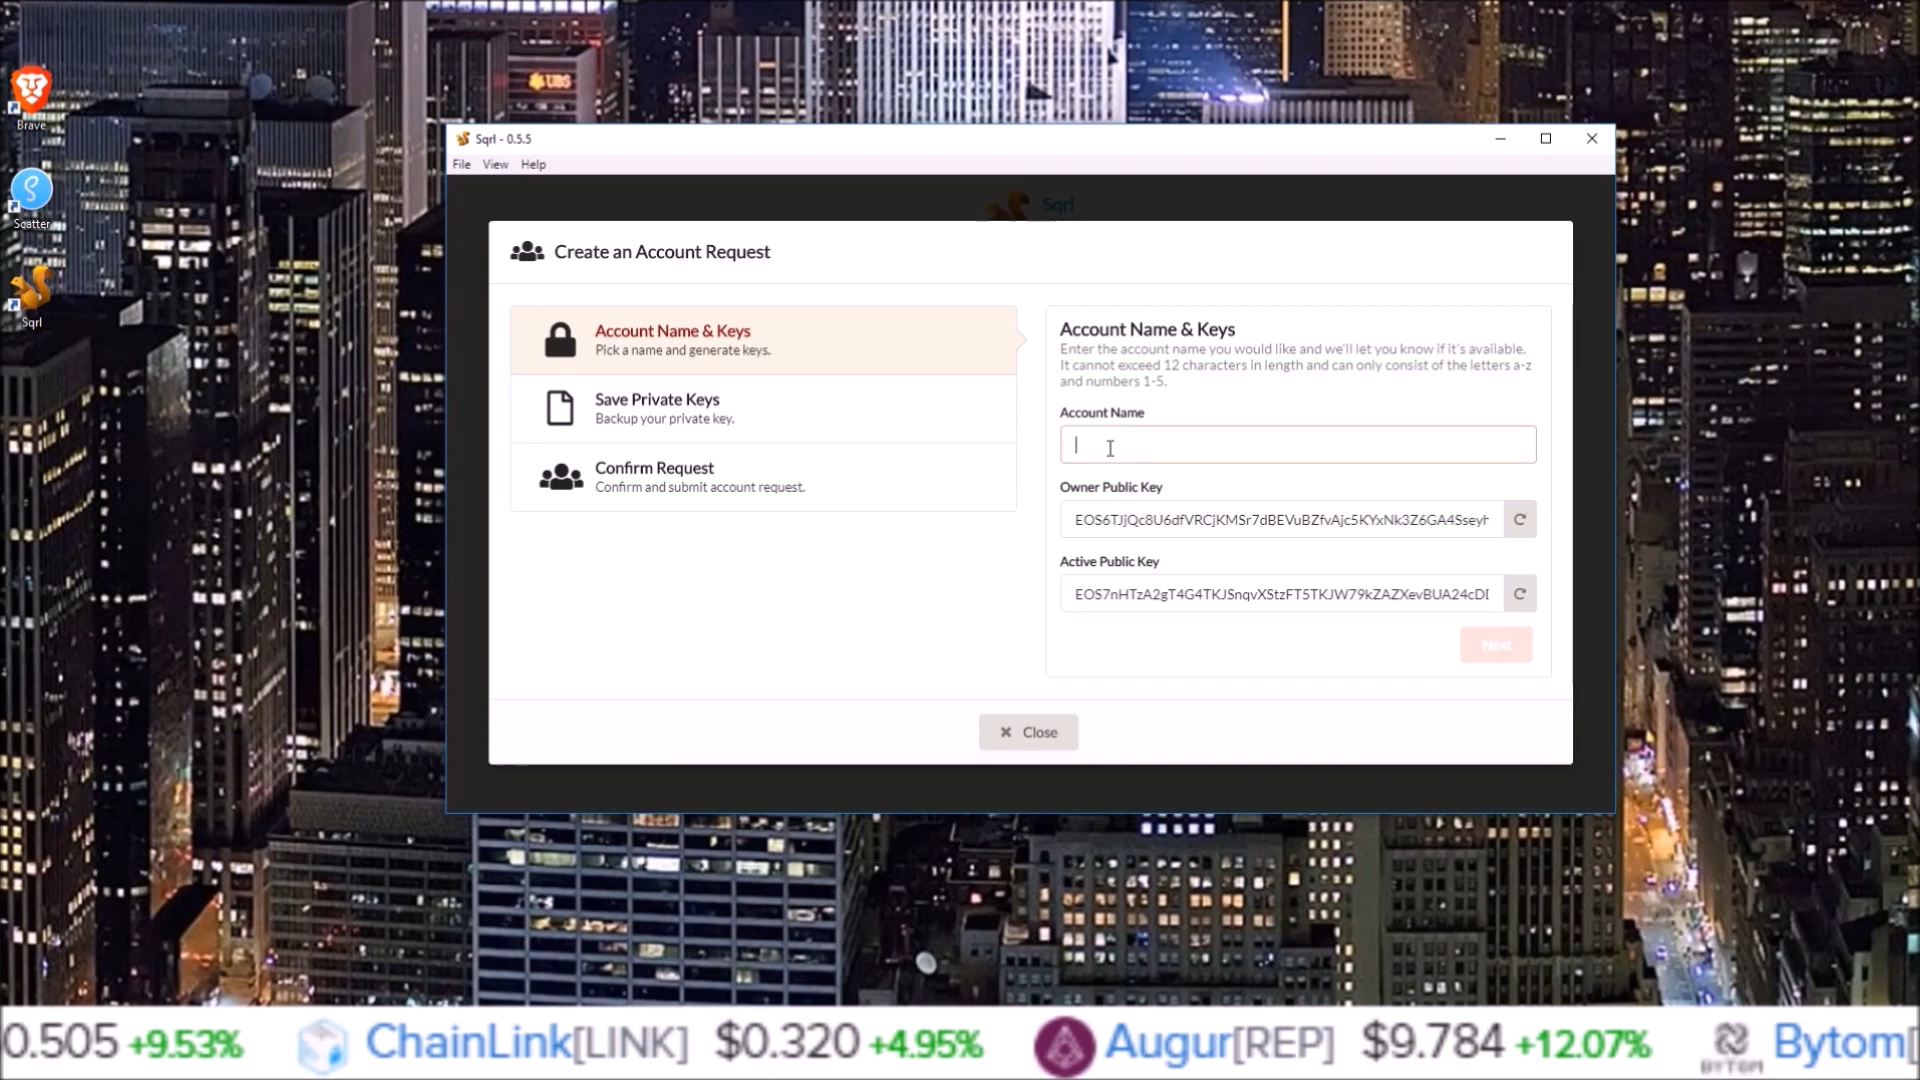 UBS
Brave
Scatter
Sqrl
Sqrl - 0.5.5
File View Help
Sqrl
Create an Account Request
Account Name & Keys
Pick a name and generate keys.
Save Private Keys
Backup your private key.
Confirm Request
Confirm and submit account request.
Account Name & Keys
Enter the account name you would like and we'll let you know if it's available.
It cannot exceed 12 characters in length and can only consist of the letters a-z
and numbers 1-5.
Account Name
Owner Public Key
EOS6TJjQc8U6dfVRCjKMSr7dBEVuBZfvAjc5KYxNk3Z6GA4Ssey
Active Public Key
EOS7nHTzA2gT4G4TKJSnqvXStzFT5TKJW79kZAZXevBUA24cD
Next
Close
0.505 +9.53% ChainLink[LINK] $0.320 +4.95% Augur[REP] $9.784 +12.07% BYTOM Bytom[